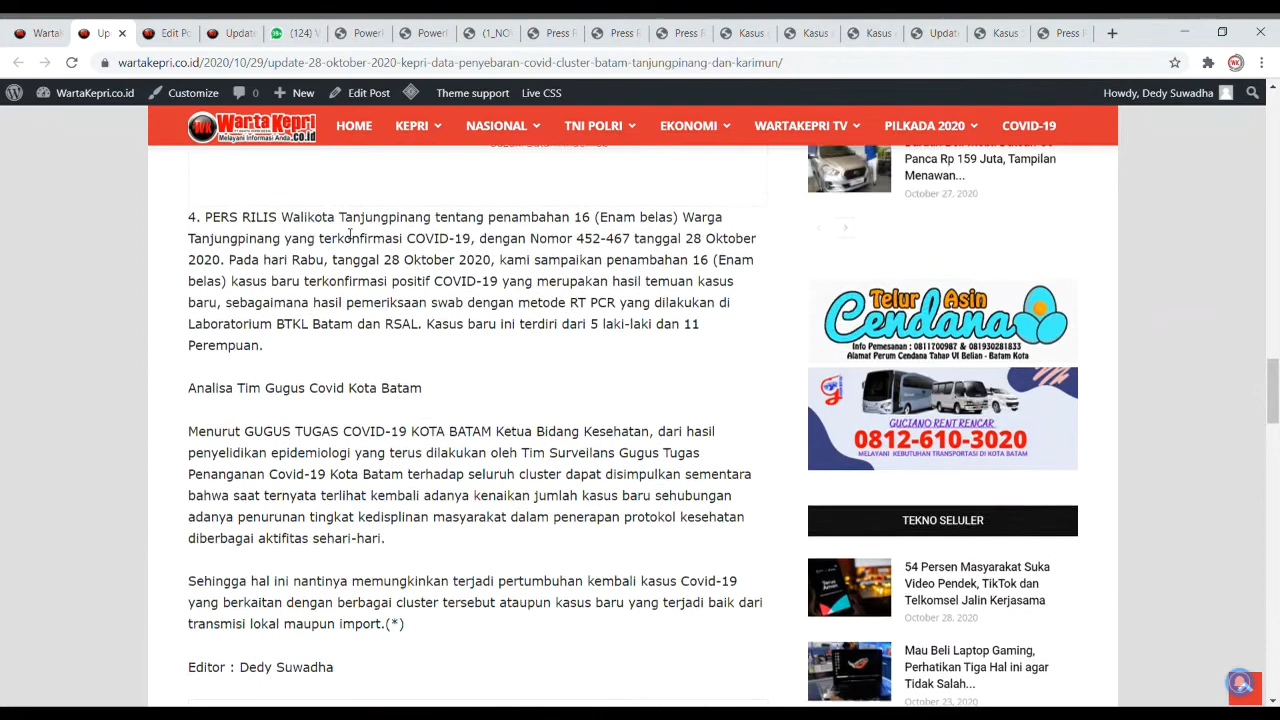 Wartak
Up
Edit Po
Update
(124) V
PowerP
PowerP
(1_NO
Press R
Press R
Press R
Kasus
Kasus
Kasus
Update
Kasus
Press R
wartakepri.co.id/2020/10/29/update-28-oktober-2020-kepri-data-penyebaran-covid-cluster-batam-tanjungpinang-dan-karimun/
WartaKepri.co.id Customize 0 New Edit Post Theme support Live CSS Howdy, Dedy Suwadha
WartaKepri
.co.id
Melayani Informasi Anda
HOME KEPRI NASIONAL TNI POLRI EKONOMI WARTAKEPRI TV PILKADA 2020 COVID-19
4. PERS RILIS Walikota Tanjungpinang tentang penambahan 16 (Enam belas) Warga
Tanjungpinang yang terkonfirmasi COVID-19, dengan Nomor 452-467 tanggal 28 Oktober
2020. Pada hari Rabu, tanggal 28 Oktober 2020, kami sampaikan penambahan 16 (Enam
belas) kasus baru terkonfirmasi positif COVID-19 yang merupakan hasil temuan kasus
baru, sebagaimana hasil pemeriksaan swab dengan metode RT PCR yang dilakukan di
Laboratorium BTKL Batam dan RSAL. Kasus baru ini terdiri dari 5 laki-laki dan 11
Perempuan.
Analisa Tim Gugus Covid Kota Batam
Menurut GUGUS TUGAS COVID-19 KOTA BATAM Ketua Bidang Kesehatan, dari hasil
penyelidikan epidemiologi yang terus dilakukan oleh Tim Surveilans Gugus Tugas
Penanganan Covid-19 Kota Batam terhadap seluruh cluster dapat disimpulkan sementara
bahwa saat ternyata terlihat kembali adanya kenaikan jumlah kasus baru sehubungan
adanya penurunan tingkat kedisplinan masyarakat dalam penerapan protokol kesehatan
diberbagai aktifitas sehari-hari.
Sehingga hal ini nantinya memungkinkan terjadi pertumbuhan kembali kasus Covid-19
yang berkaitan dengan berbagai cluster tersebut ataupun kasus baru yang terjadi baik dari
transmisi lokal maupun import.(*)
Editor : Dedy Suwadha
Panca Rp 159 Juta, Tampilan
Menawan...
October 27, 2020
Telur Asin
Cendana
Info Pemesanan : 0811700987 & 081930281833
Alamat Perum Cendana Tahap VI Belian - Batam Kota
GUCIANO RENT RENCAR
0812-610-3020
MELAYANI KEBUTUHAN TRANSPORTASI DI KOTA BATAM
TEKNO SELULER
54 Persen Masyarakat Suka
Video Pendek, TikTok dan
Telkomsel Jalin Kerjasama
October 28, 2020
Mau Beli Laptop Gaming,
Perhatikan Tiga Hal ini agar
Tidak Salah...
October 23, 2020